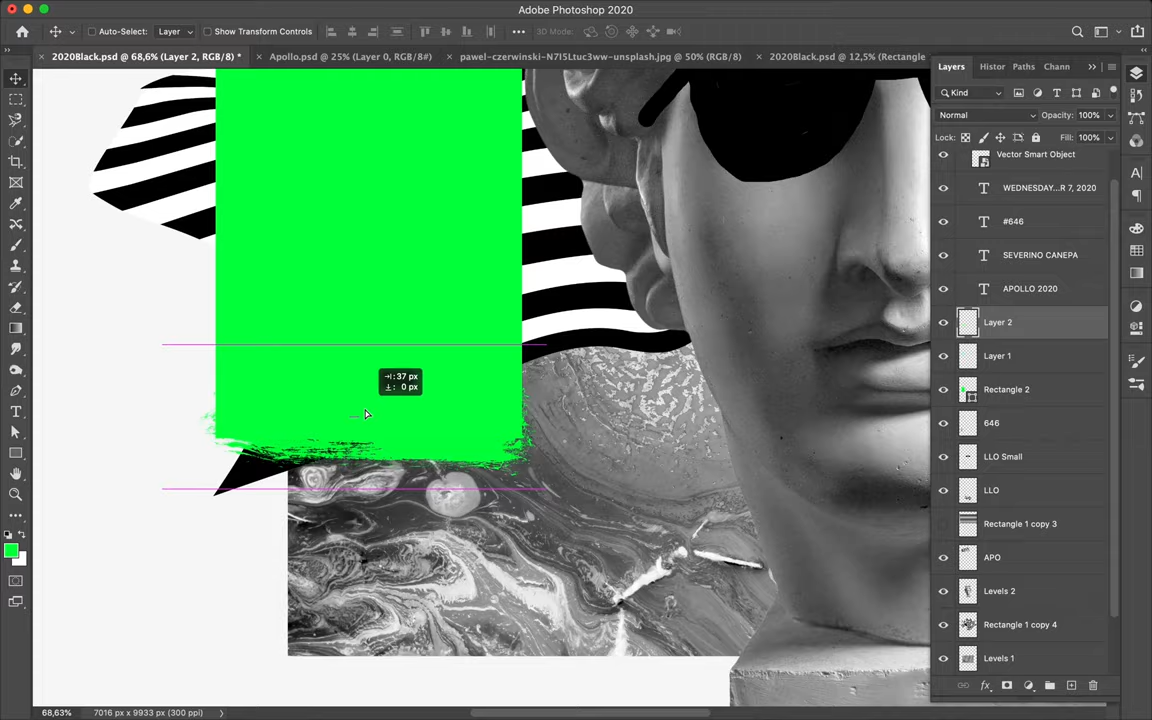 Adobe Photoshop 2020
Auto-Select: Layer Show Transform Controls 3D Mode:
2020Black.psd @ 68,6% (Layer 2, RGB/8) * Apollo.psd @ 25% (Layer 0, RGB/8#) pawel-czerwinski-N7I5Ltuc3ww-unsplash.jpg @ 50% (RGB/8) 2020Black.psd @ 12,5% (Rectangle
Layers Histor Paths Chann
Kind
Normal Opacity: 100%
Lock: Fill: 100%
Vector Smart Object
WEDNESDAY...R 7, 2020
#646
SEVERINO CANEPA
APOLLO 2020
Layer 2
Layer 1
Rectangle 2
646
LLO Small
LLO
Rectangle 1 copy 3
APO
Levels 2
Rectangle 1 copy 4
Levels 1
: 37 px
: 0 px
68,63% 7016 px x 9933 px (300 ppi)